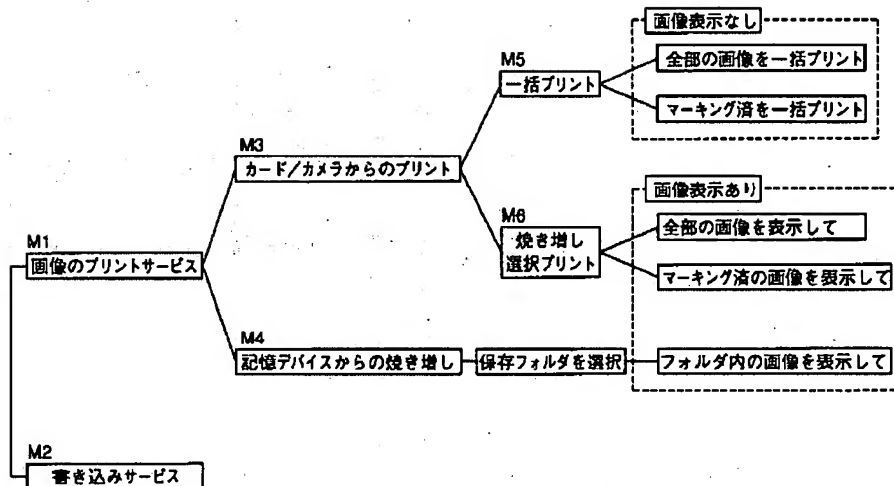 画像表示なし
M5
一括プリント
全部の画像を一括プリント
マーキング済を一括プリント
M3
カード/カメラからのプリント
画像表示あり
M6
焼き増し
選択プリント
全部の画像を表示して
マーキング済の画像を表示して
M1
画像のプリントサービス
M4
記憶デバイスからの焼き増し
保存フォルダを選択
フォルダ内の画像を表示して
M2
書き込みサービス